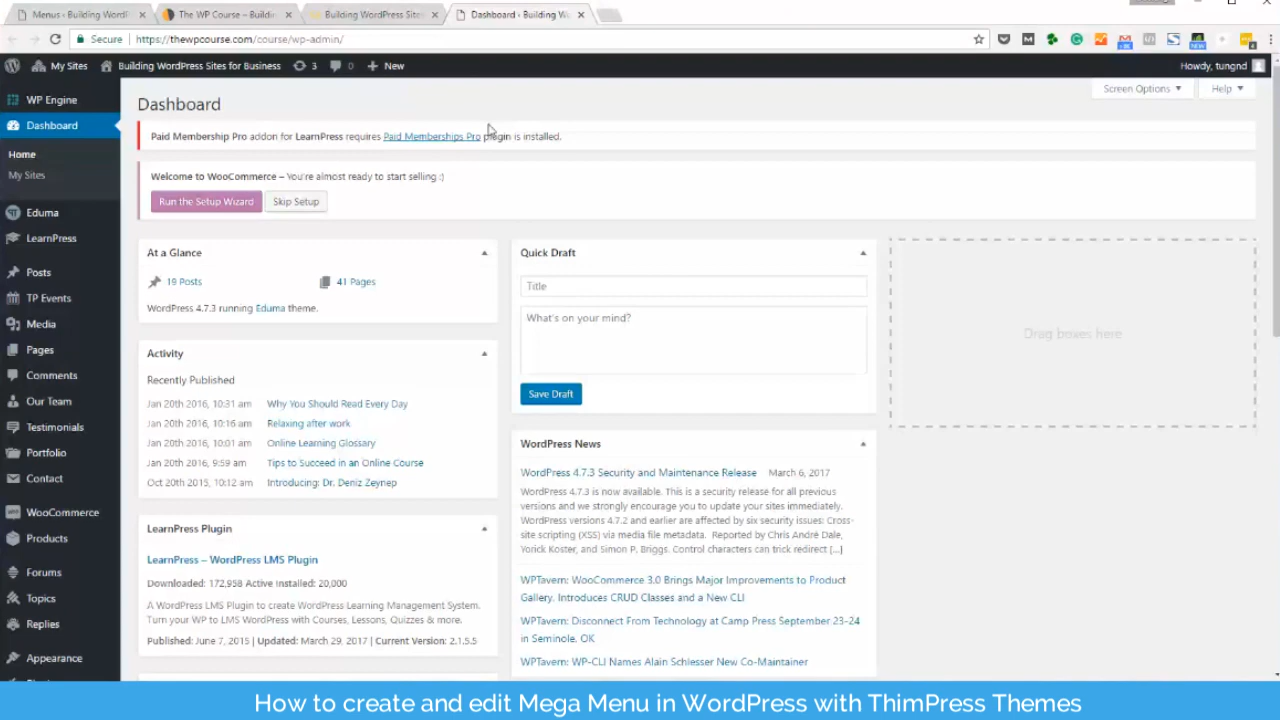 Menus ‹ Building WordP
The WP Course – Buildin
Building WordPress Sites
Dashboard ‹ Building Wo
Secure
https://thewpcourse.com/course/wp-admin/
My Sites
Building WordPress Sites for Business
3
0
New
Howdy, tungnd
WP Engine
Dashboard
Home
My Sites
Eduma
LearnPress
Posts
TP Events
Media
Pages
Comments
Our Team
Testimonials
Portfolio
Contact
WooCommerce
Products
Forums
Topics
Replies
Appearance
Dashboard
Screen Options
Help
Paid Membership Pro addon for LearnPress requires Paid Memberships Pro plugin is installed.
Welcome to WooCommerce – You're almost ready to start selling :)
Run the Setup Wizard
Skip Setup
At a Glance
19 Posts
41 Pages
WordPress 4.7.3 running Eduma theme.
Activity
Recently Published
Jan 20th 2016, 10:31 am Why You Should Read Every Day
Jan 20th 2016, 10:16 am Relaxing after work
Jan 20th 2016, 10:01 am Online Learning Glossary
Jan 20th 2016, 9:59 am Tips to Succeed in an Online Course
Oct 20th 2015, 10:12 am Introducing: Dr. Deniz Zeynep
LearnPress Plugin
LearnPress – WordPress LMS Plugin
Downloaded: 172,958 Active Installed: 20,000
A WordPress LMS Plugin to create WordPress Learning Management System.
Turn your WP to LMS WordPress with Courses, Lessons, Quizzes & more.
Published: June 7, 2015 | Updated: March 29, 2017 | Current Version: 2.1.5.5
Quick Draft
Title
What's on your mind?
Save Draft
WordPress News
WordPress 4.7.3 Security and Maintenance Release March 6, 2017
WordPress 4.7.3 is now available. This is a security release for all previous
versions and we strongly encourage you to update your sites immediately.
WordPress versions 4.7.2 and earlier are affected by six security issues: Cross-
site scripting (XSS) via media file metadata. Reported by Chris André Dale,
Yorick Koster, and Simon P. Briggs. Control characters can trick redirect [...]
WPTavern: WooCommerce 3.0 Brings Major Improvements to Product
Gallery, Introduces CRUD Classes and a New CLI
WPTavern: Disconnect From Technology at Camp Press September 23-24
in Seminole, OK
WPTavern: WP-CLI Names Alain Schlesser New Co-Maintainer
Drag boxes here
How to create and edit Mega Menu in WordPress with ThimPress Themes